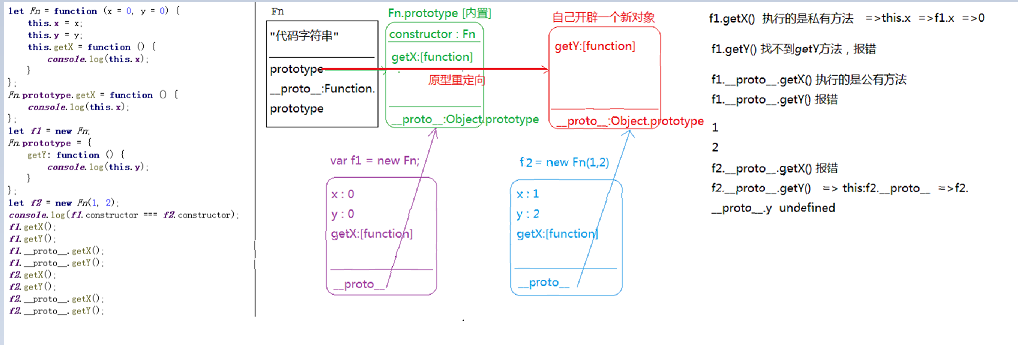 let Fn = function (x = 0, y = 0) {
this.x = x;
this.y = y;
this.getX = function () {
console.log(this.x);
}
};
Fn.prototype.getX = function () {
console.log(this.x);
};
let f1 = new Fn;
Fn.prototype = {
getY: function () {
console.log(this.y);
}
};
let f2 = new Fn(1, 2);
console.log(f1.constructor === f2.constructor);
f1.getX();
f1.getY();
f1.__proto__.getX();
f1.__proto__.getY();
f2.getX();
f2.getY();
f2.__proto__.getX();
f2.__proto__.getY();
Fn
"代码字符串"
prototype
__proto__:Function.
prototype
Fn.prototype [内置]
constructor : Fn
getX:[function]
原型重定向
__proto__:Object.prototype
自己开辟一个新对象
getY:[function]
__proto__:Object.prototype
var f1 = new Fn;
x : 0
y : 0
getX:[function]
__proto__
f2 = new Fn(1,2)
x : 1
y : 2
getX:[function]
__proto__
f1.getX() 执行的是私有方法 =>this.x =>f1.x =>0
f1.getY() 找不到getY方法，报错
f1.__proto__.getX() 执行的是公有方法
f1.__proto__.getY() 报错
1
2
f2.__proto__.getX() 报错
f2.__proto__.getY() => this:f2.__proto__ =>f2.
__proto__.y undefined